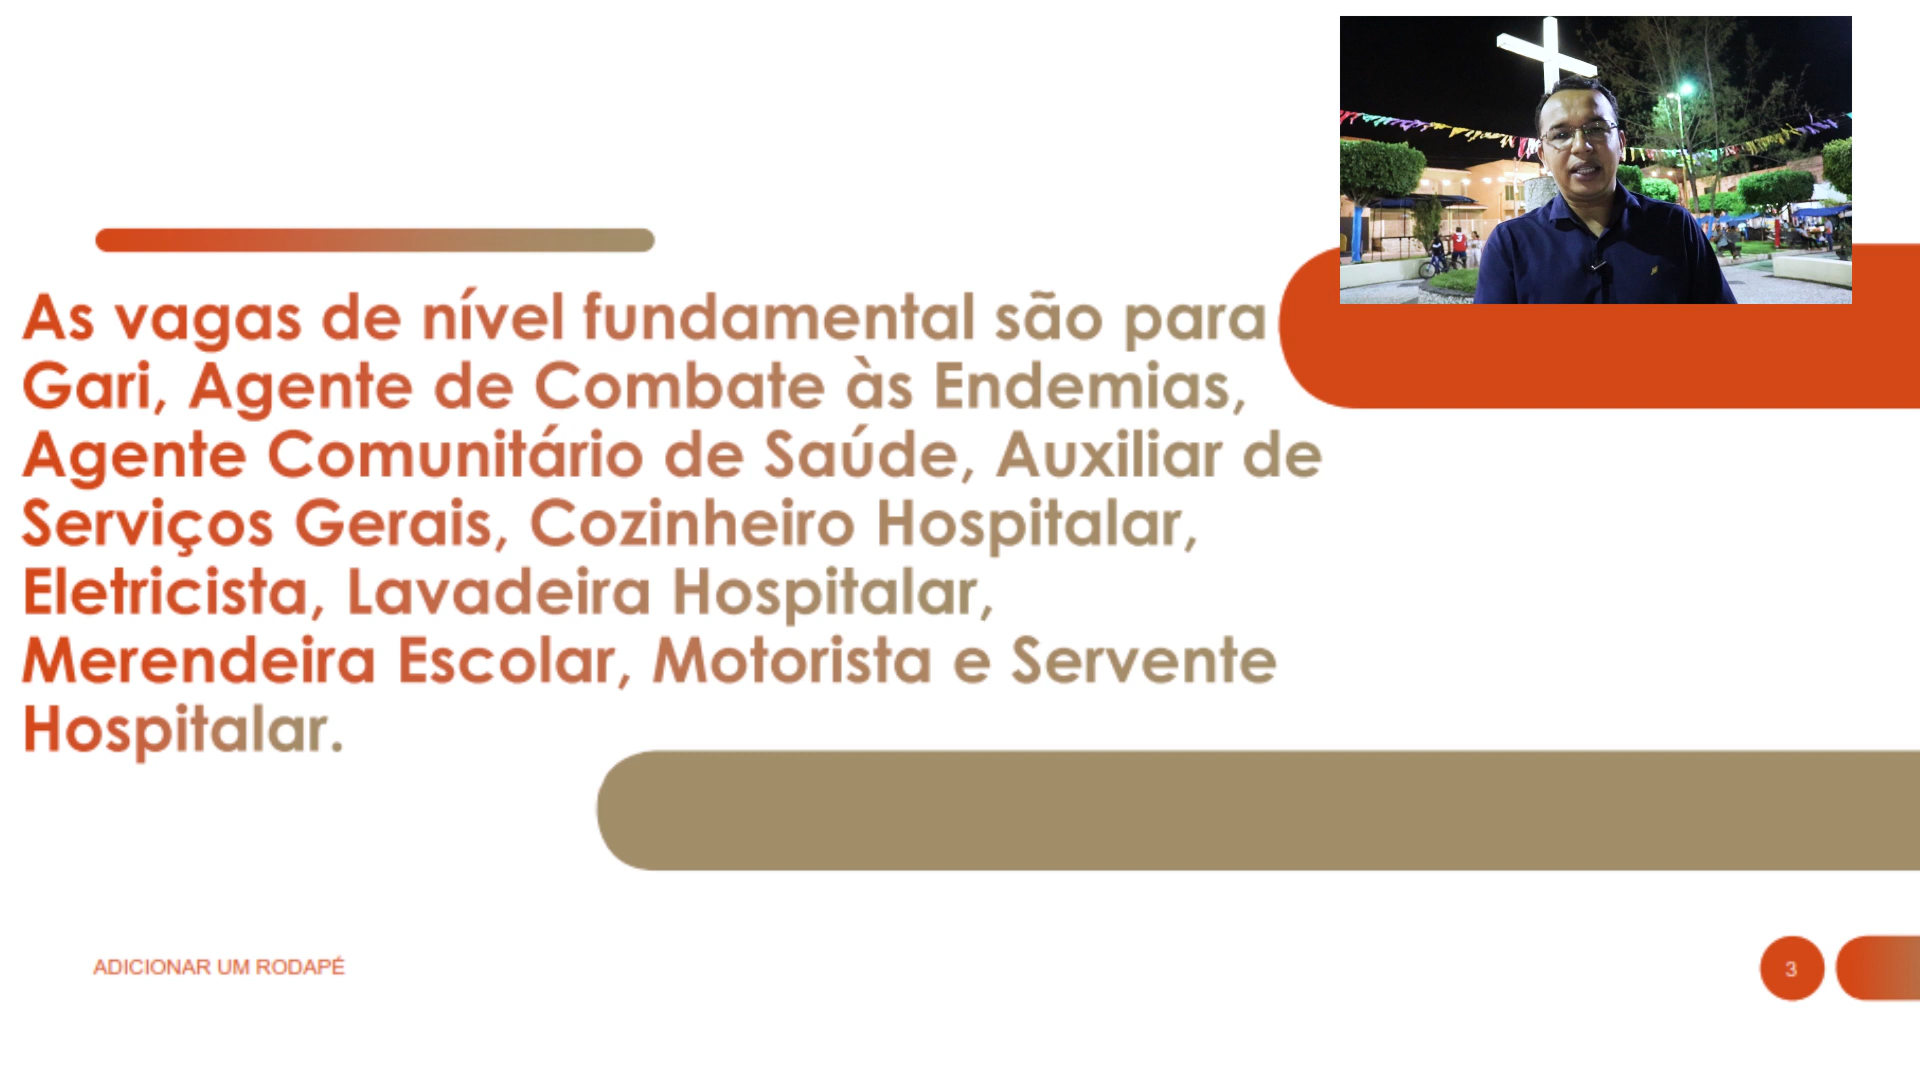 As vagas de nível fundamental são para
Gari, Agente de Combate às Endemias,
Agente Comunitário de Saúde, Auxiliar de
Serviços Gerais, Cozinheiro Hospitalar,
Eletricista, Lavadeira Hospitalar,
Merendeira Escolar, Motorista e Servente
Hospitalar.
ADICIONAR UM RODAPÉ
3